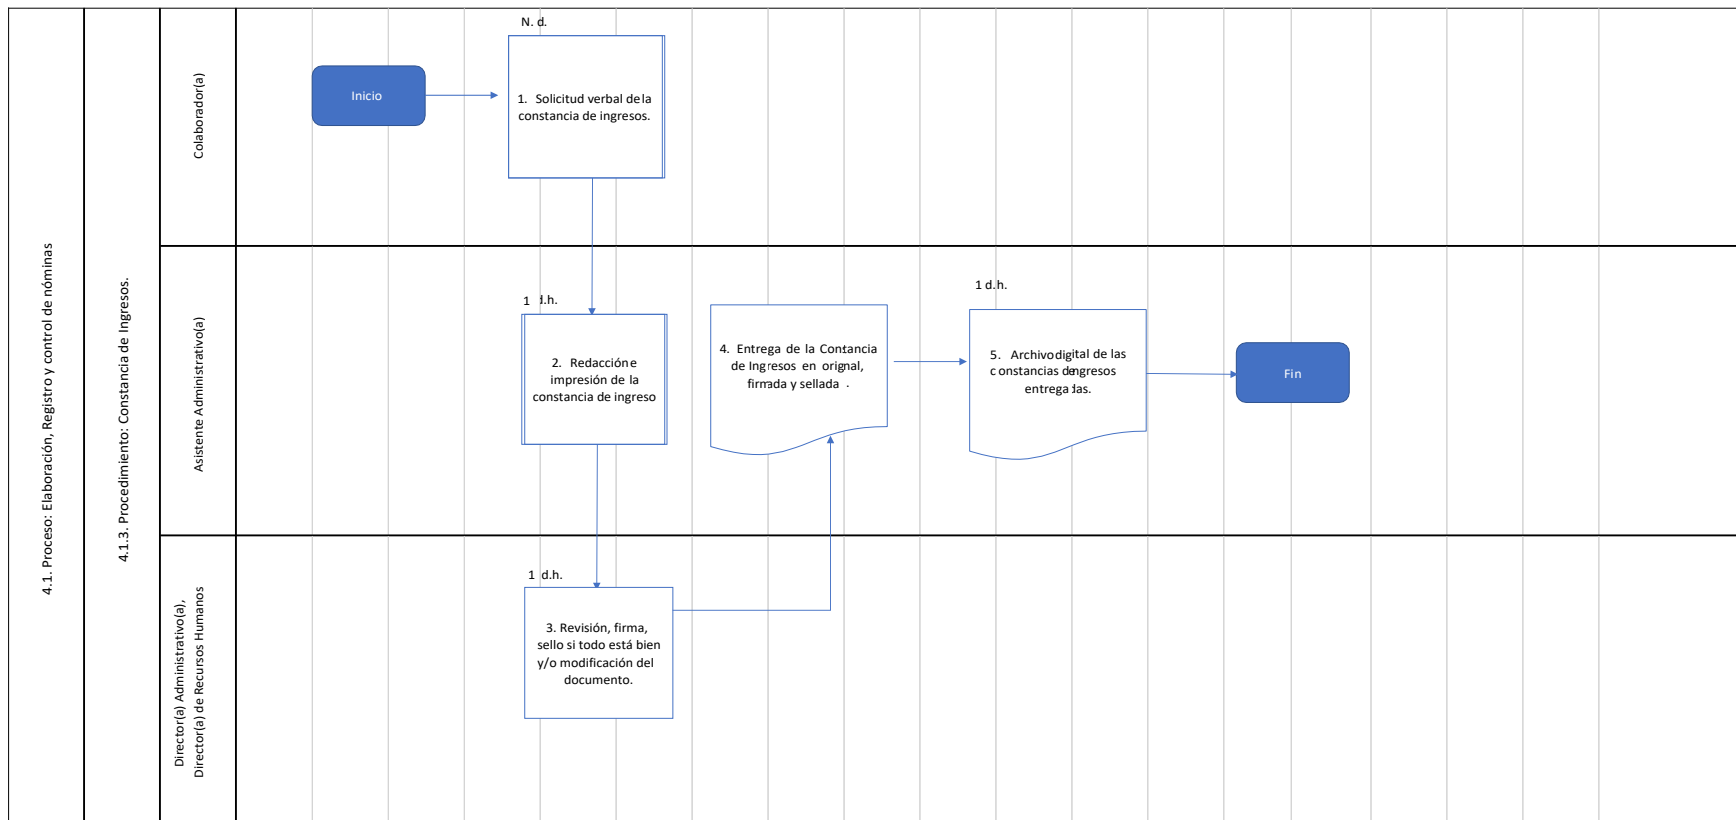 4.1. Proceso: Elaboración, Registro y control de nóminas
4.1.3. Procedimiento: Constancia de Ingresos.
Colaborador(a)
Inicio
N. d.
1. Solicitud verbal de la
constancia de ingresos.
Asistente Administrativo(a)
1 d.h.
2. Redacción e
impresión de la
constancia de ingreso
4. Entrega de la Contancia
de Ingresos en original,
firmada y sellada .
1 d.h.
5. Archivo digital de las
constancias de ingresos
entregadas.
Fin
Director(a) Administrativo(a),
Director(a) de Recursos Humanos
1 d.h.
3. Revisión, firma,
sello si todo está bien
y/o modificación del
documento.